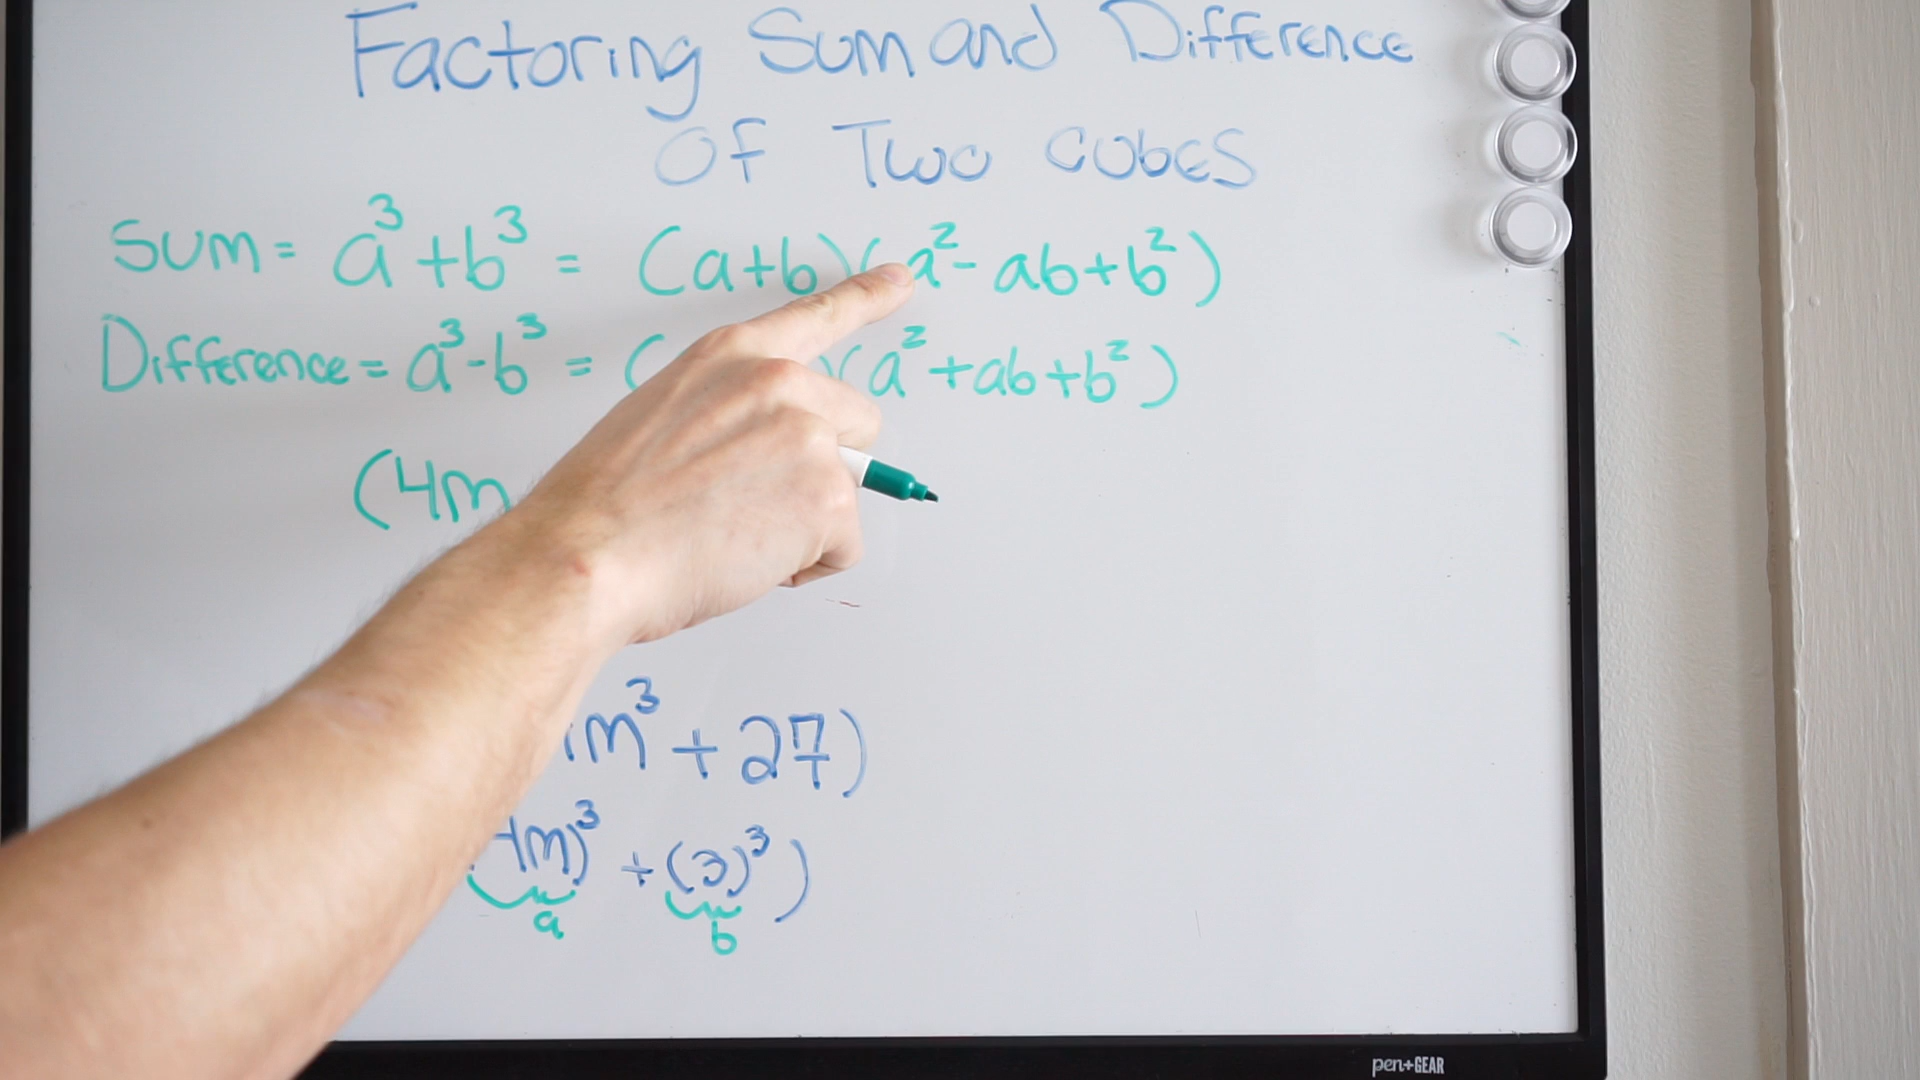 Factoring Sum and Difference
Of Two Cubes
Sum = a³ + b³ = (a+b)(a² - ab + b²)
Difference = a³ - b³ = ( )(a² + ab + b²)
(4m
m³ + 27)
m)³ + (3)³)
a b
pen+GEAR